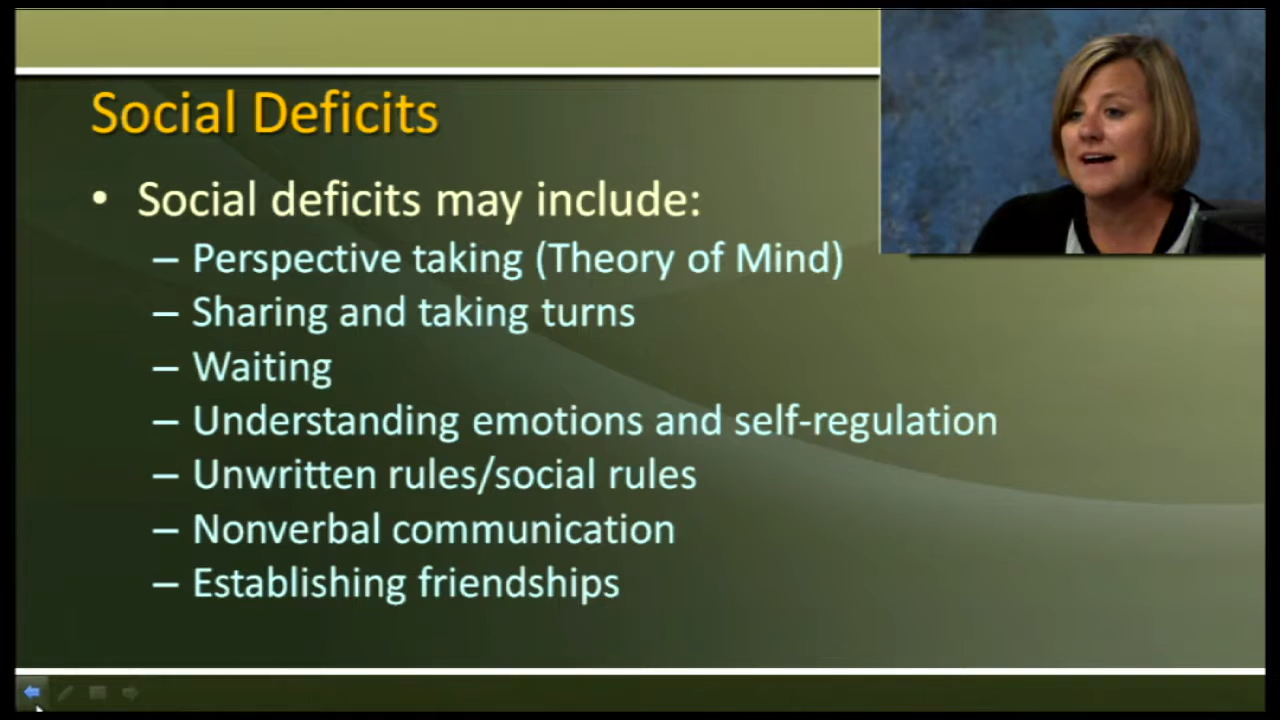 Social Deficits
• Social deficits may include:
– Perspective taking (Theory of Mind)
– Sharing and taking turns
– Waiting
– Understanding emotions and self-regulation
– Unwritten rules/social rules
– Nonverbal communication
– Establishing friendships